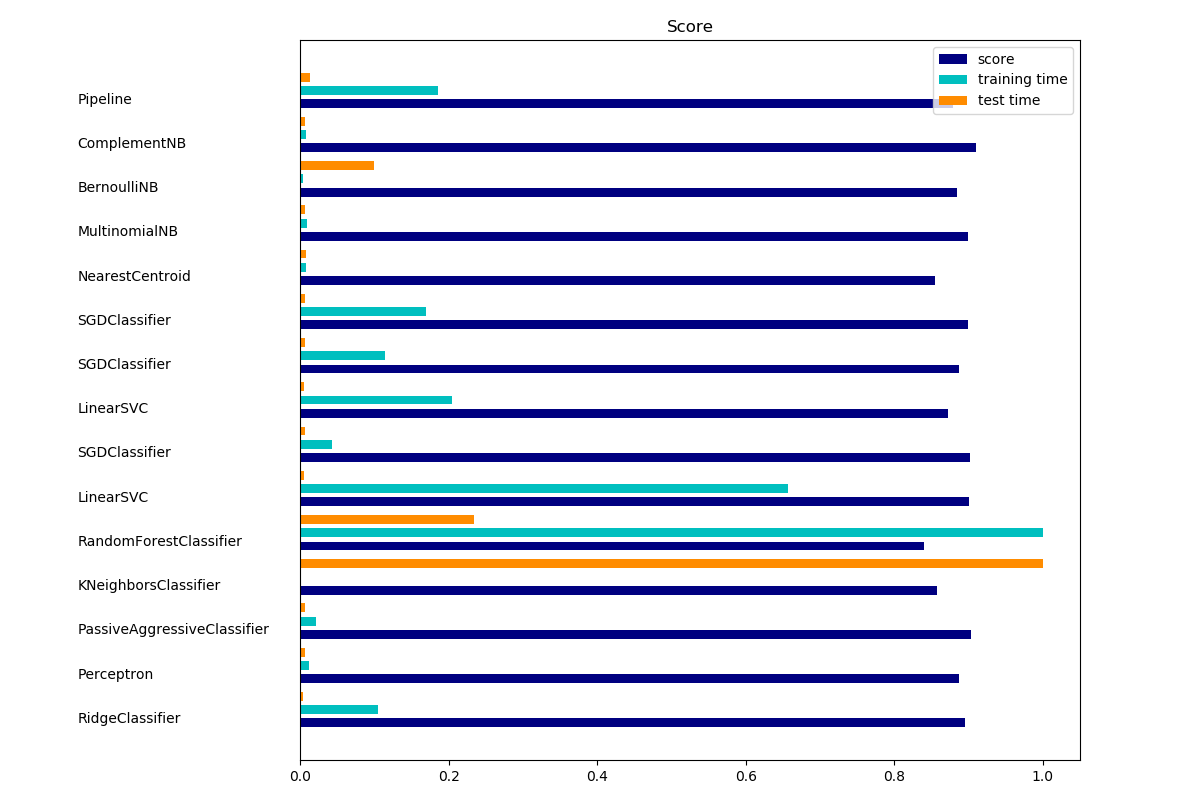 Score
score
training time
test time
Pipeline
ComplementNB
BernoulliNB
MultinomialNB
NearestCentroid
SGDClassifier
SGDClassifier
LinearSVC
SGDClassifier
LinearSVC
RandomForestClassifier
KNeighborsClassifier
PassiveAggressiveClassifier
Perceptron
RidgeClassifier
0.0 0.2 0.4 0.6 0.8 1.0